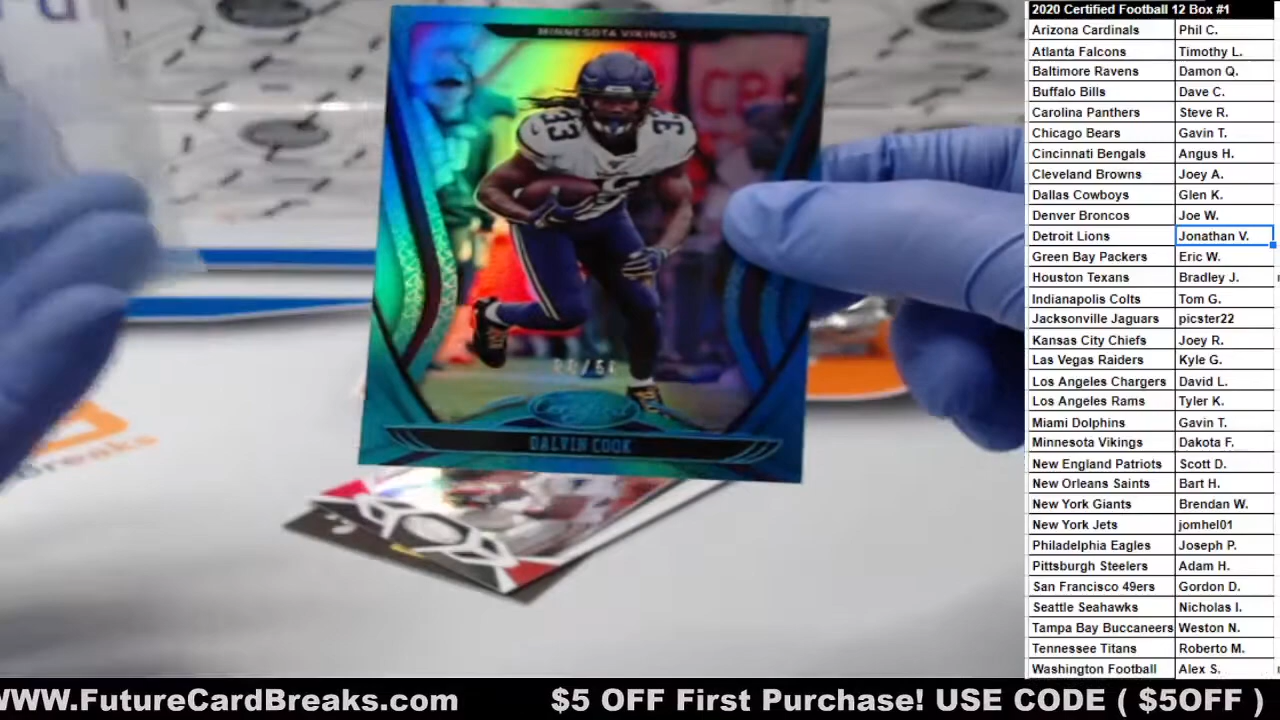 2020 Certified Football 12 Box #1
Arizona Cardinals Phil C.
Atlanta Falcons Timothy L.
Baltimore Ravens Damon Q.
Buffalo Bills Dave C.
Carolina Panthers Steve R.
Chicago Bears Gavin T.
Cincinnati Bengals Angus H.
Cleveland Browns Joey A.
Dallas Cowboys Glen K.
Denver Broncos Joe W.
Detroit Lions Jonathan V.
Green Bay Packers Eric W.
Houston Texans Bradley J.
Indianapolis Colts Tom G.
Jacksonville Jaguars picster22
Kansas City Chiefs Joey R.
Las Vegas Raiders Kyle G.
Los Angeles Chargers David L.
Los Angeles Rams Tyler K.
Miami Dolphins Gavin T.
Minnesota Vikings Dakota F.
New England Patriots Scott D.
New Orleans Saints Bart H.
New York Giants Brendan W.
New York Jets jomhel01
Philadelphia Eagles Joseph P.
Pittsburgh Steelers Adam H.
San Francisco 49ers Gordon D.
Seattle Seahawks Nicholas I.
Tampa Bay Buccaneers Weston N.
Tennessee Titans Roberto M.
Washington Football Alex S.
MINNESOTA VIKINGS
33
DALVIN COOK
Breaks
WWW.FutureCardBreaks.com $5 OFF First Purchase! USE CODE ( $5OFF )